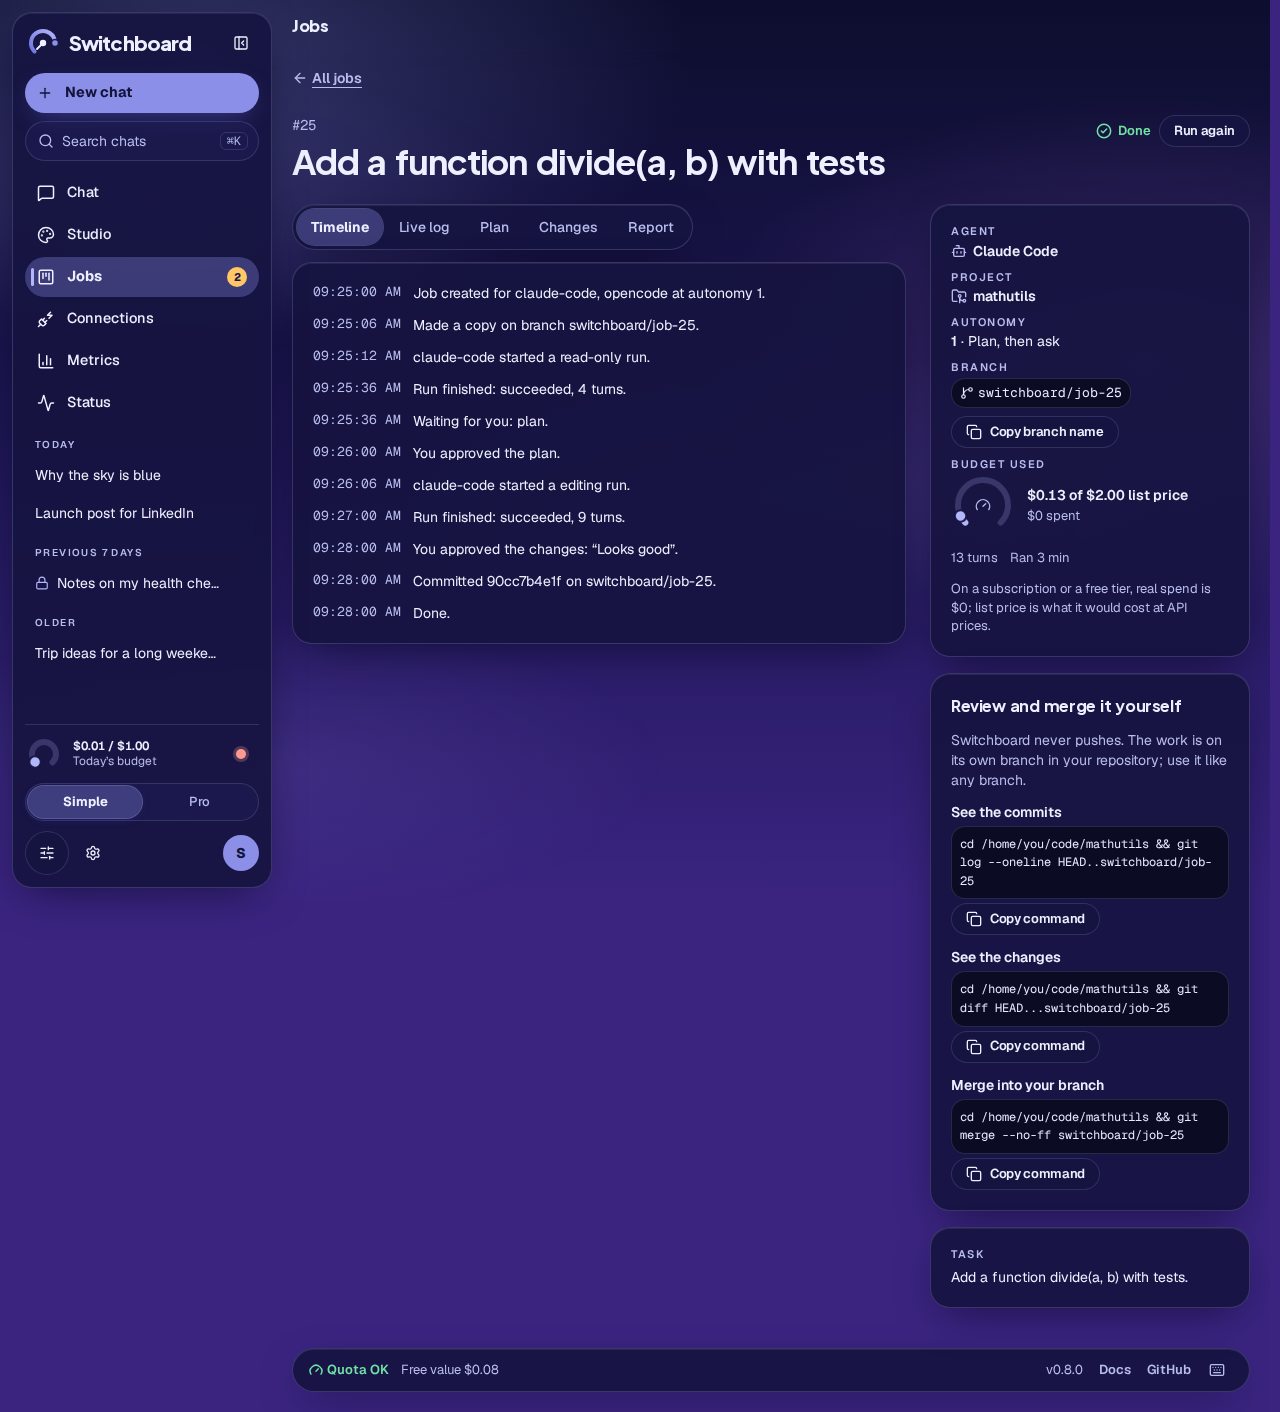 Switchboard
New chat
Search chats
⌘K
Chat
Studio
Jobs
2
Connections
Metrics
Status
TODAY
Why the sky is blue
Launch post for LinkedIn
PREVIOUS 7 DAYS
Notes on my health che…
OLDER
Trip ideas for a long weeke…
$0.01 / $1.00
Today's budget
Simple
Pro
S
Jobs
All jobs
#25
Add a function divide(a, b) with tests
Done
Run again
Timeline
Live log
Plan
Changes
Report
09:25:00 AM Job created for claude-code, opencode at autonomy 1.
09:25:06 AM Made a copy on branch switchboard/job-25.
09:25:12 AM claude-code started a read-only run.
09:25:36 AM Run finished: succeeded, 4 turns.
09:25:36 AM Waiting for you: plan.
09:26:00 AM You approved the plan.
09:26:06 AM claude-code started a editing run.
09:27:00 AM Run finished: succeeded, 9 turns.
09:28:00 AM You approved the changes: “Looks good”.
09:28:00 AM Committed 90cc7b4e1f on switchboard/job-25.
09:28:00 AM Done.
AGENT
Claude Code
PROJECT
mathutils
AUTONOMY
1 · Plan, then ask
BRANCH
switchboard/job-25
Copy branch name
BUDGET USED
$0.13 of $2.00 list price
$0 spent
13 turns Ran 3 min
On a subscription or a free tier, real spend is
$0; list price is what it would cost at API
prices.
Review and merge it yourself
Switchboard never pushes. The work is on
its own branch in your repository; use it like
any branch.
See the commits
cd /home/you/code/mathutils && git
log --oneline HEAD..switchboard/job-
25
Copy command
See the changes
cd /home/you/code/mathutils && git
diff HEAD...switchboard/job-25
Copy command
Merge into your branch
cd /home/you/code/mathutils && git
merge --no-ff switchboard/job-25
Copy command
TASK
Add a function divide(a, b) with tests.
Quota OK
Free value $0.08
v0.8.0
Docs
GitHub